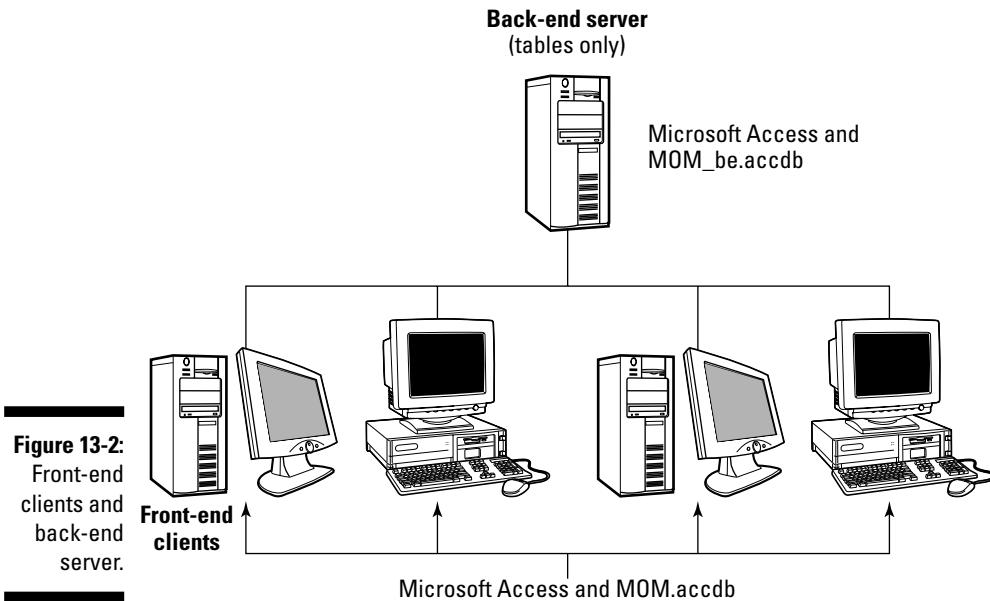 Back-end server
(tables only)
Microsoft Access and
MOM_be.accdb
Figure 13-2:
Front-end
clients and
back-end
server.
Front-end
clients
Microsoft Access and MOM.accdb